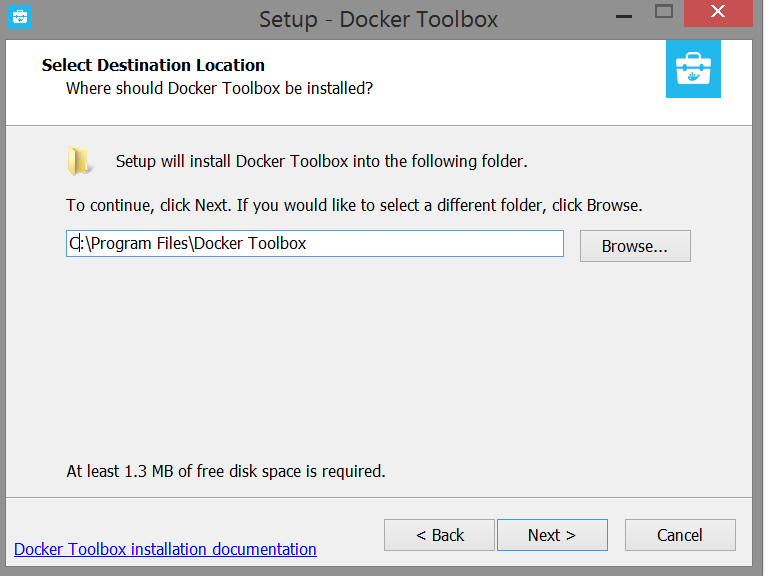 Setup - Docker Toolbox
Select Destination Location
Where should Docker Toolbox be installed?
Setup will install Docker Toolbox into the following folder.
To continue, click Next. If you would like to select a different folder, click Browse.
C:\Program Files\Docker Toolbox
Browse...
At least 1.3 MB of free disk space is required.
< Back
Next >
Cancel
Docker Toolbox installation documentation